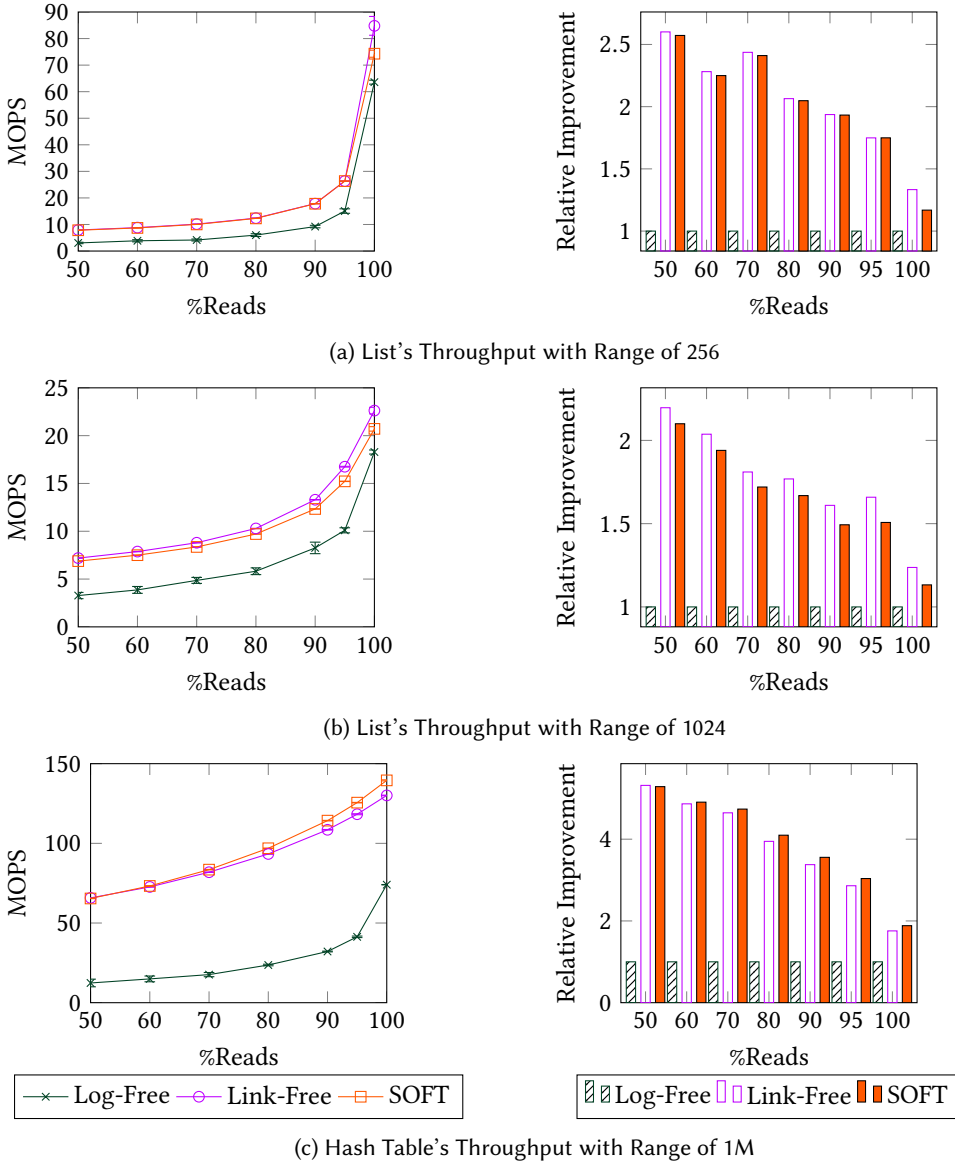 90
80
70
60
50
40
30
20
10
0
MOPS
50 60 70 80 90 100
%Reads
2.5
2
1.5
1
Relative Improvement
50 60 70 80 90 95 100
%Reads
(a) List's Throughput with Range of 256
25
20
15
10
5
0
MOPS
50 60 70 80 90 100
%Reads
2
1.5
1
Relative Improvement
50 60 70 80 90 95 100
%Reads
(b) List's Throughput with Range of 1024
150
100
50
0
MOPS
50 60 70 80 90 100
%Reads
4
2
0
Relative Improvement
50 60 70 80 90 95 100
%Reads
Log-Free Link-Free SOFT
Log-Free Link-Free SOFT
(c) Hash Table's Throughput with Range of 1M